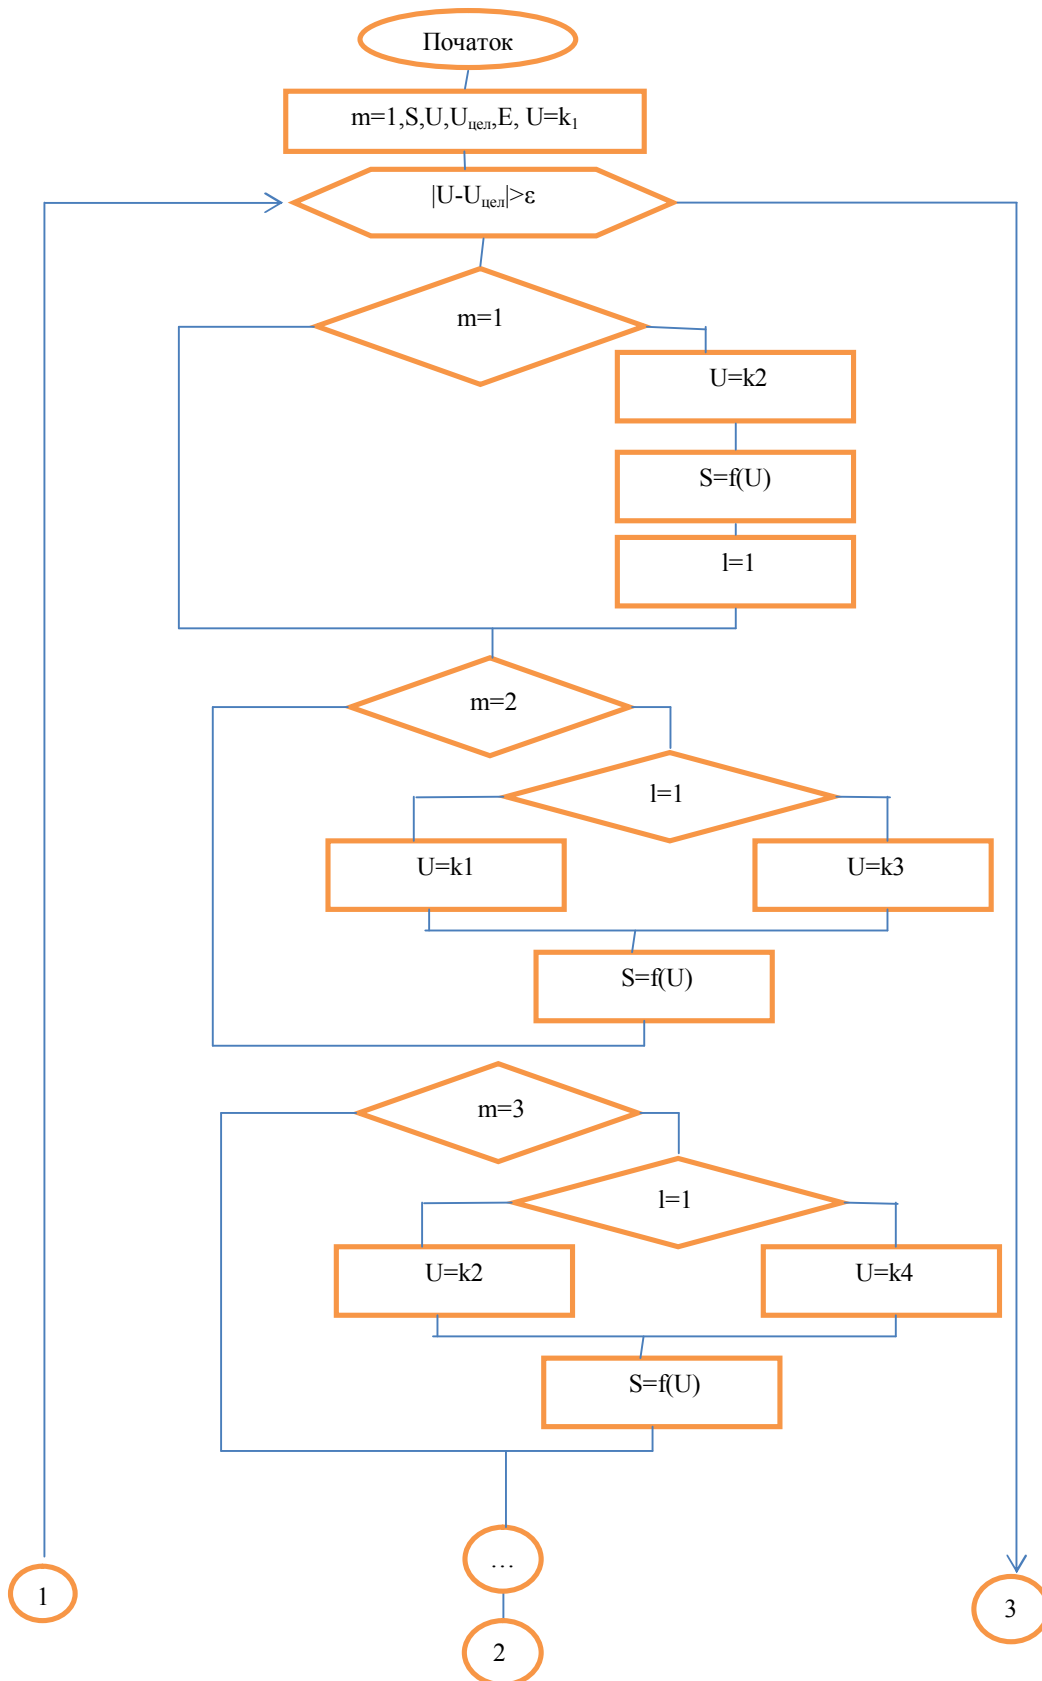 Початок
m=1,S,U,Uцел,E, U=k1
|U-Uцел|>ε
m=1
U=k2
S=f(U)
l=1
m=2
l=1
U=k1
U=k3
S=f(U)
m=3
l=1
U=k2
U=k4
S=f(U)
...
1
3
2